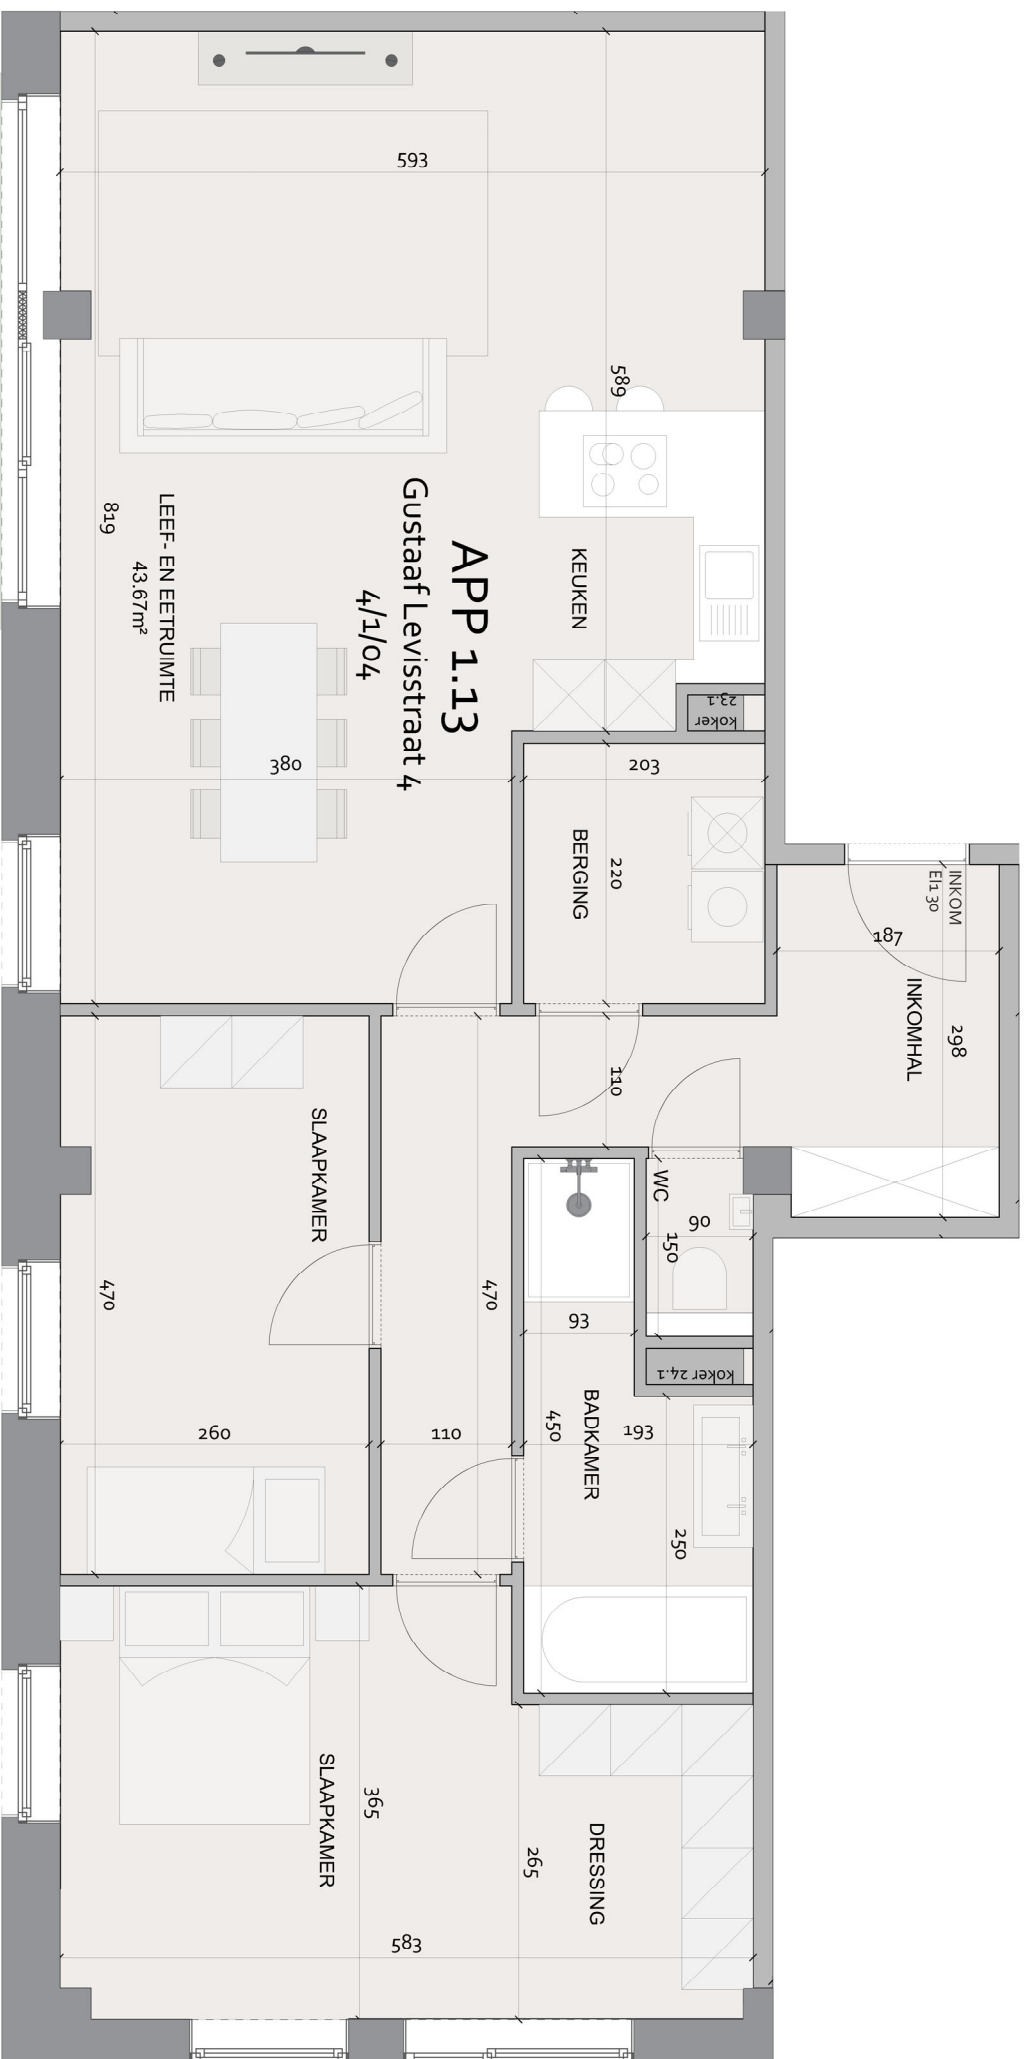 593
589
APP 1.13
Gustaaf Levisstraat 4
4/1/04
819
LEEF- EN EETRUIMTE
43.67m²
KEUKEN
koker
23.1
380
203
BERGING
220
INKOM
EI1 30
187
INKOMHAL
298
110
SLAAPKAMER
WC
90
150
470
470
93
koker 24.1
BADKAMER
450
193
260
110
250
SLAAPKAMER
365
DRESSING
265
583